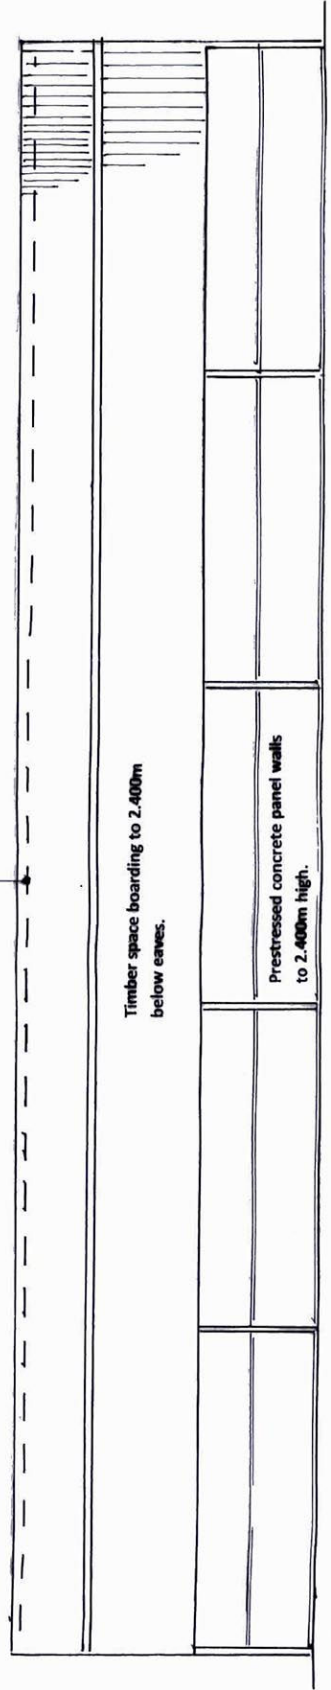 Timber space boarding to 2.400m
below eaves.
Prestressed concrete panel walls
to 2.400m high.